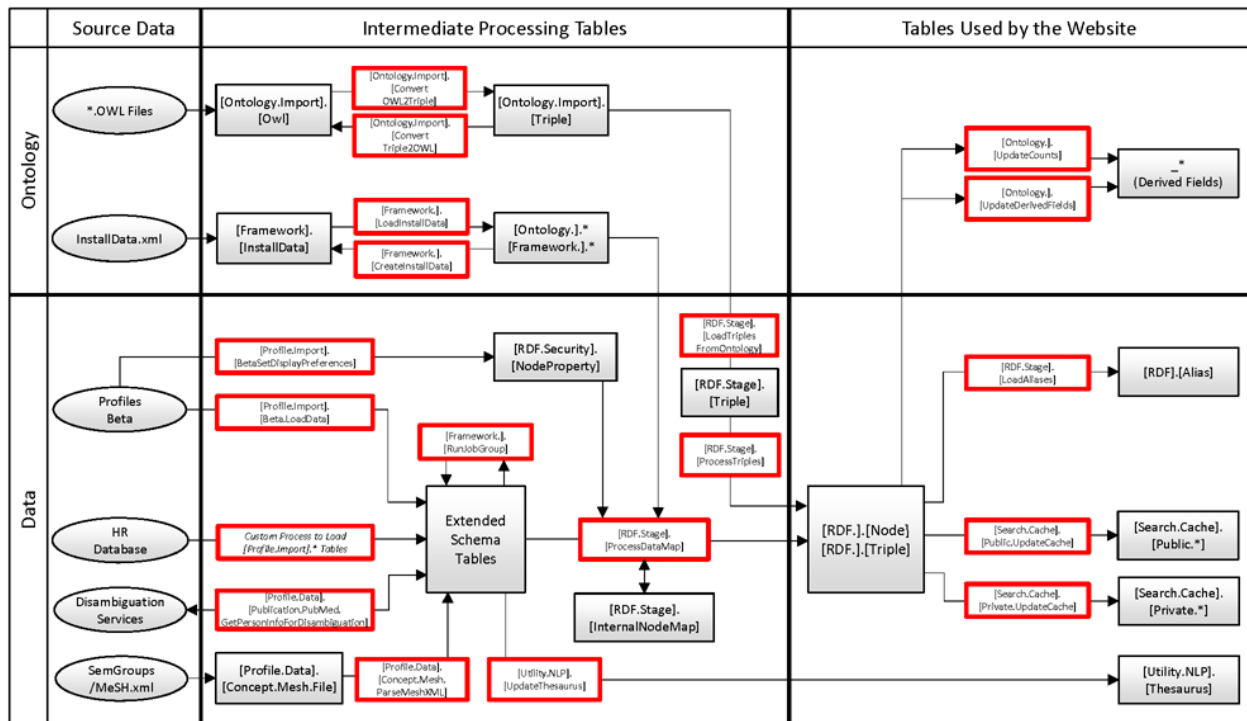 Source Data
Intermediate Processing Tables
Tables Used by the Website
Ontology
*.OWL Files
[Ontology.Import].
[Owl]
[Ontology.Import].
[Convert
OWL2Triple]
[Ontology.Import].
[Convert
Triple2OWL]
[Ontology.Import].
[Triple]
[Ontology.].
[UpdateCounts]
[Ontology.].
[UpdateDerivedFields]
_*
(Derived Fields)
InstallData.xml
[Framework].
[InstallData]
[Framework.].
[LoadInstallData]
[Framework.].
[CreateInstallData]
[Ontology.].*
[Framework.].*
Data
Profiles
Beta
[Profile.Import].
[BetaSetDisplayPreferences]
[RDF.Security].
[NodeProperty]
[RDF.Stage].
[LoadTriples
FromOntology]
[RDF.Stage].
[Triple]
[RDF.Stage].
[ProcessTriples]
[RDF.Stage].
[LoadAliases]
[RDF].[Alias]
[Profile.Import].
[Beta.LoadData]
[Framework.].
[RunJobGroup]
HR
Database
Custom Process to Load
[Profile.Import].* Tables
Extended
Schema
Tables
[RDF.Stage].
[ProcessDataMap]
[RDF.].[Node]
[RDF.].[Triple]
[Search.Cache].
[Public.UpdateCache]
[Search.Cache].
[Public.*]
Disambiguation
Services
[Profile.Data].
[Publication.PubMed.
GetPersonInfoForDisambiguation]
[RDF.Stage].
[InternalNodeMap]
[Search.Cache].
[Private.UpdateCache]
[Search.Cache].
[Private.*]
SemGroups
/MeSH.xml
[Profile.Data].
[Concept.Mesh.File]
[Profile.Data].
[Concept.Mesh.
ParseMeshXML]
[Utility.NLP].
[UpdateThesaurus]
[Utility.NLP].
[Thesaurus]